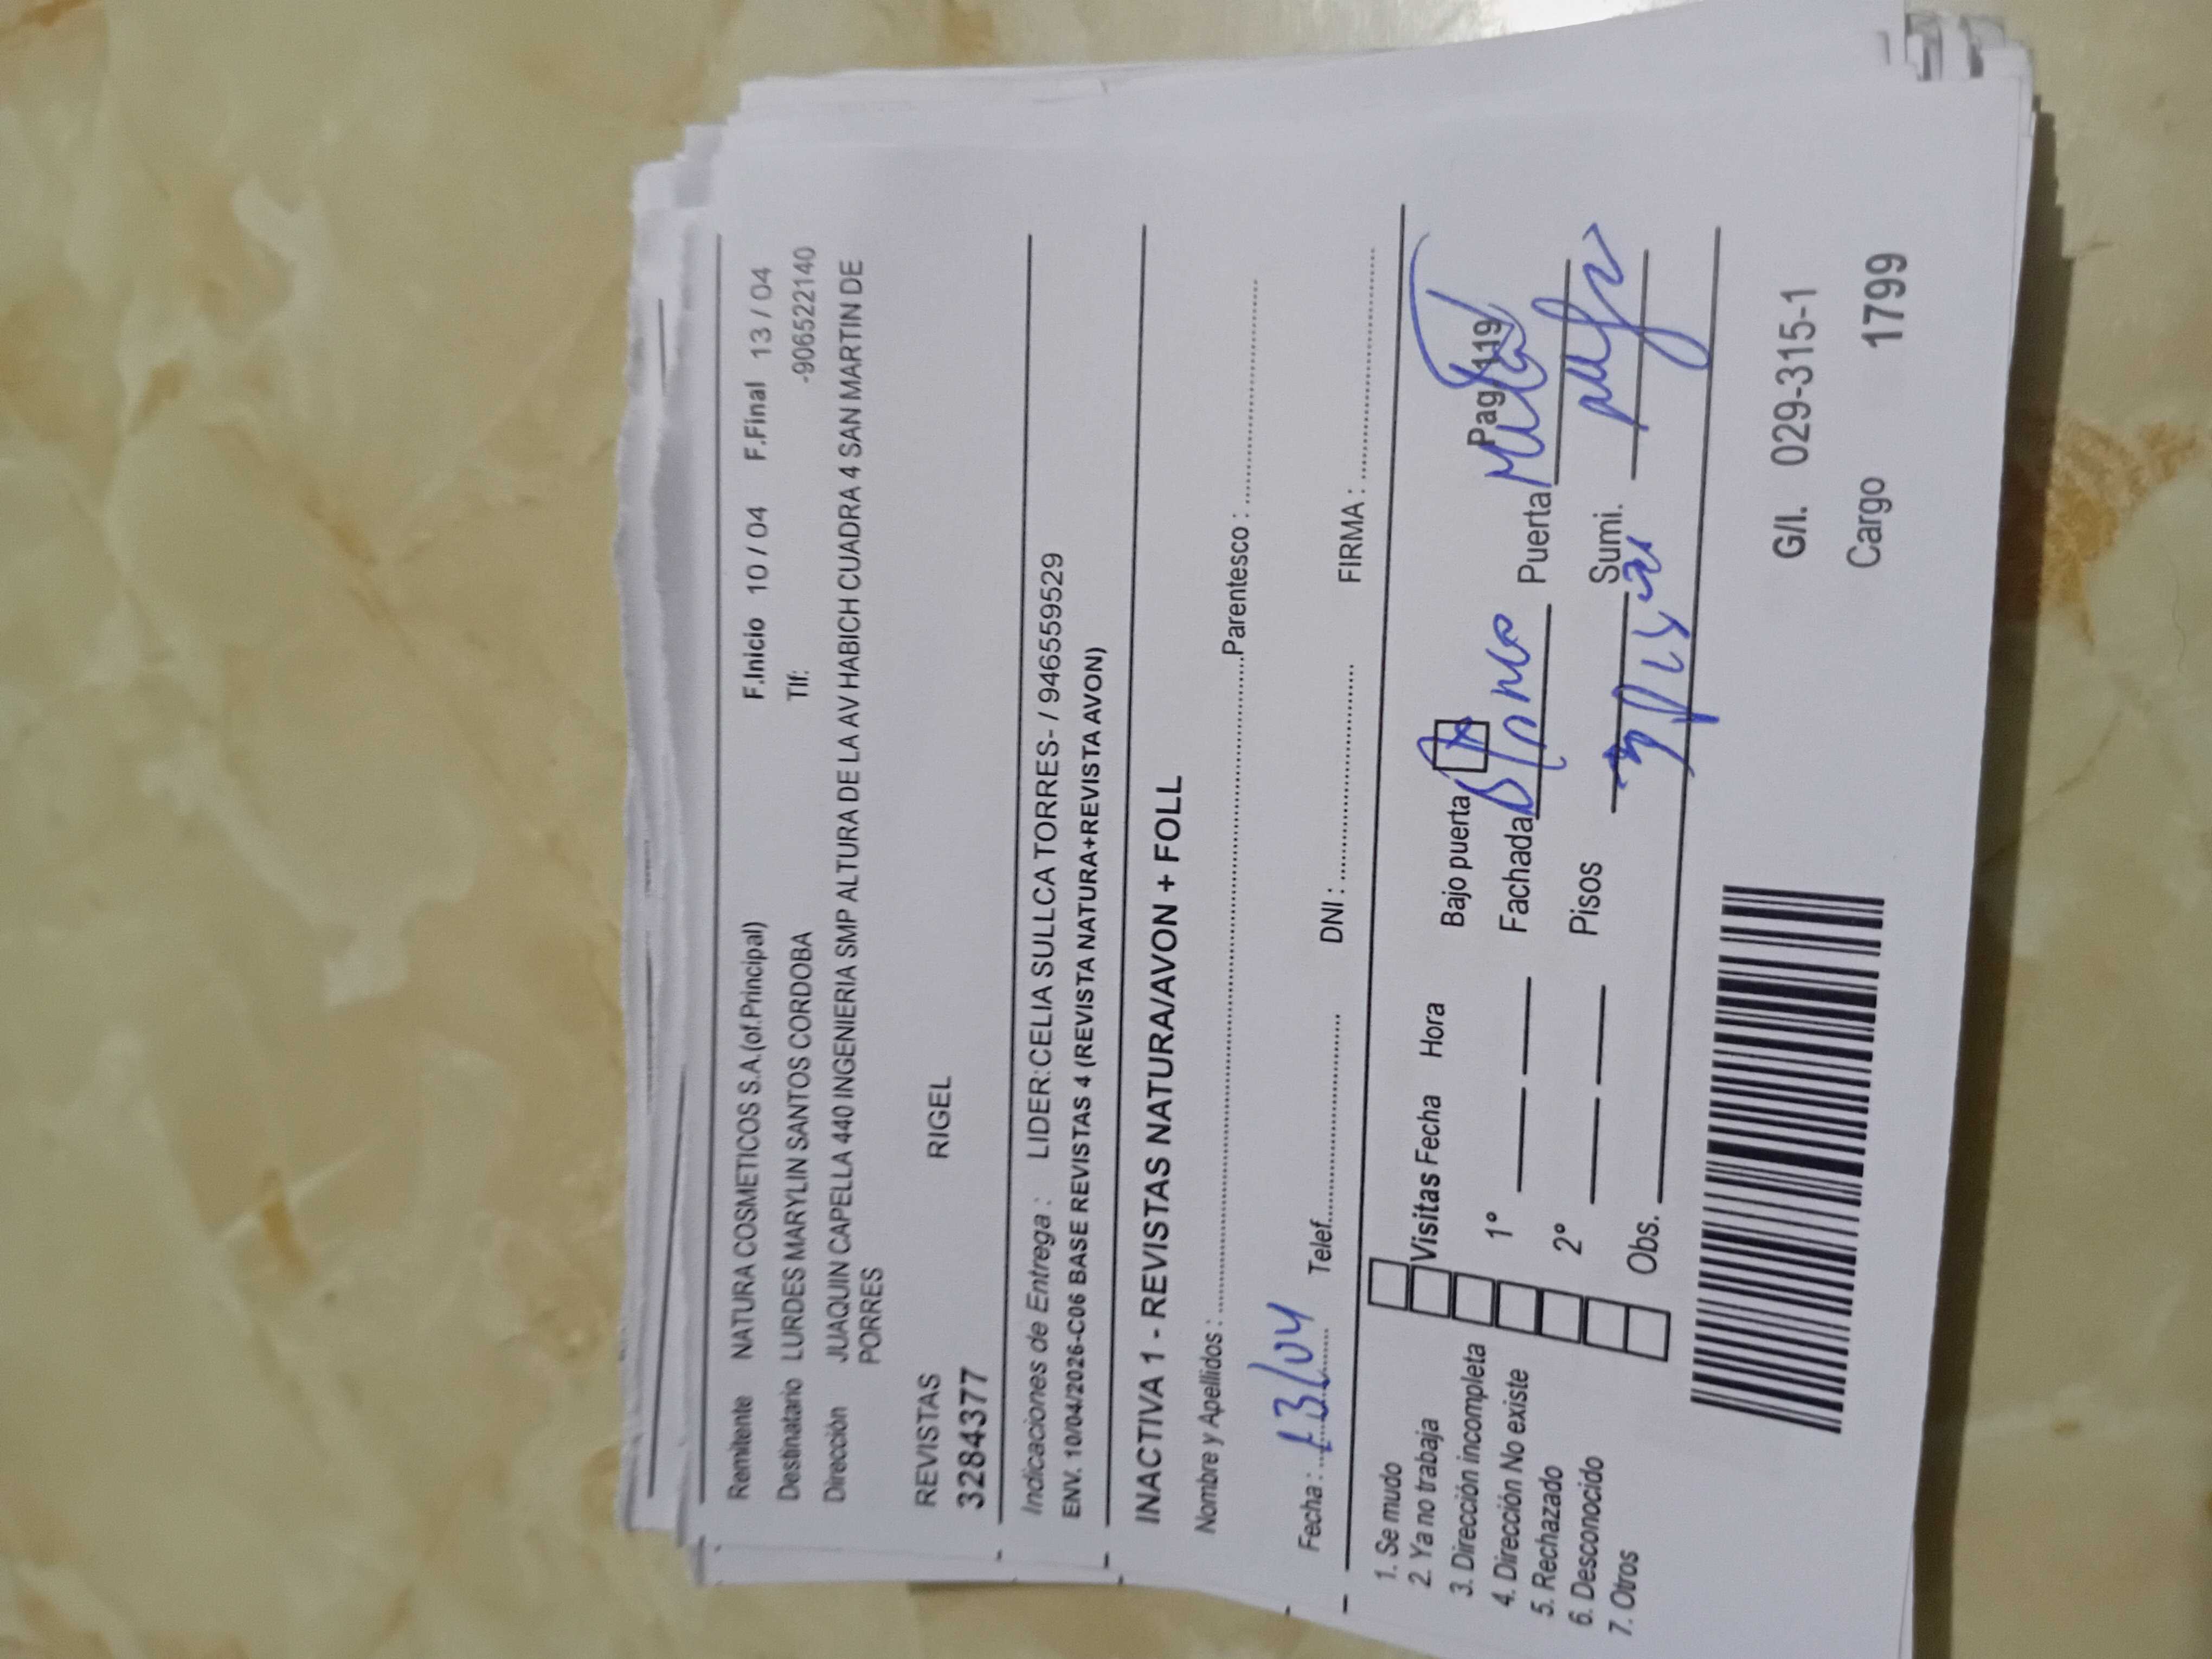 Remitente NATURA COSMETICOS S.A.(of.Principal) F.Inicio 10 / 04 F.Final 13 / 04
Destinatario LURDES MARYLIN SANTOS CORDOBA Tlf: -906522140
Dirección JUAQUIN CAPELLA 440 INGENIERIA SMP ALTURA DE LA AV HABICH CUADRA 4 SAN MARTIN DE
PORRES
REVISTAS RIGEL
3284377
Indicaciones de Entrega : LIDER:CELIA SULLCA TORRES- / 946559529
ENV. 10/04/2026-C06 BASE REVISTAS 4 (REVISTA NATURA+REVISTA AVON)
INACTIVA 1 - REVISTAS NATURA/AVON + FOLL
Nombre y Apellidos : Parentesco :
Fecha : 13/04 Telef. DNI : FIRMA :
1. Se mudo
2. Ya no trabaja
3. Dirección incompleta
4. Dirección No existe
5. Rechazado
6. Desconocido
7. Otros
Visitas Fecha Hora Bajo puerta Pag 119
1° Fachada Puerta
2° Pisos Sumi.
Obs.
G/I. 029-315-1
Cargo 1799